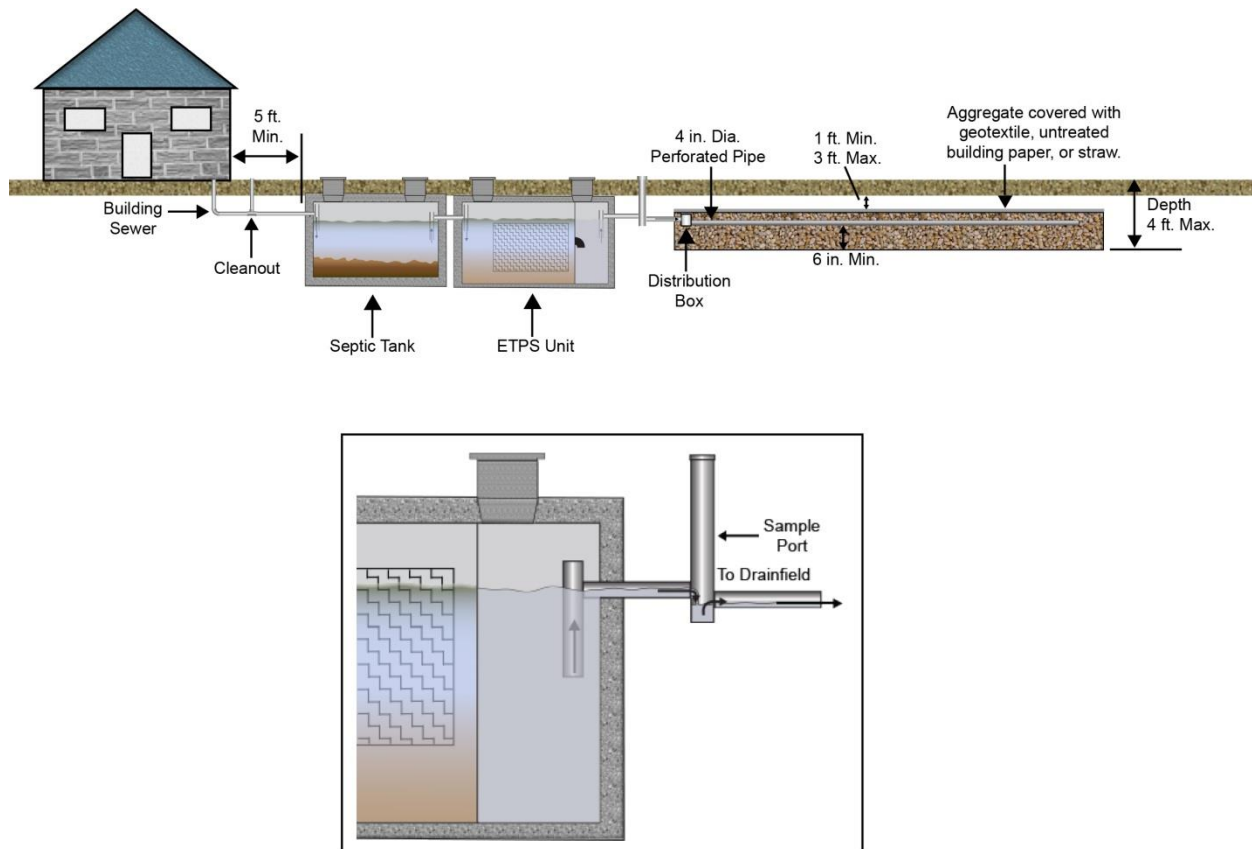 5 ft.
Min.
4 in. Dia.
Perforated Pipe
1 ft. Min.
3 ft. Max.
Aggregate covered with
geotextile, untreated
building paper, or straw.
Building
Sewer
Cleanout
Septic Tank
ETPS Unit
Distribution
Box
6 in. Min.
Depth
4 ft. Max.
Sample
Port
To Drainfield